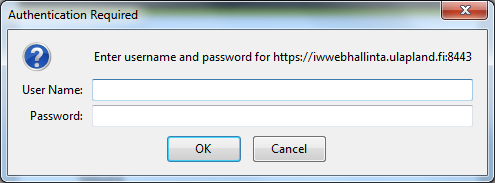 Authentication Required
Enter username and password for https://iwwebhallinta.ulapland.fi:8443
User Name:
Password:
OK Cancel